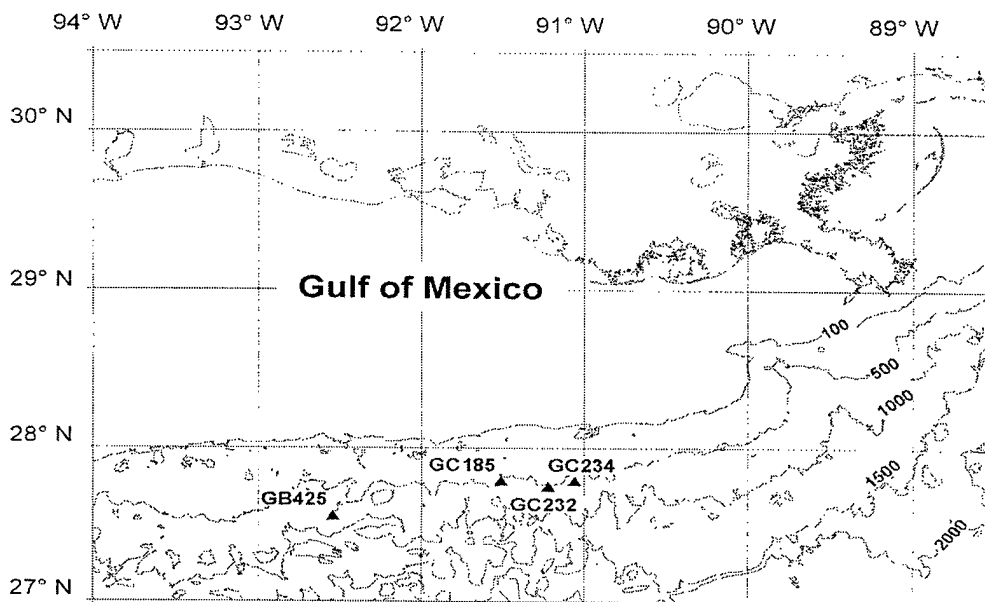 94° W 93° W 92° W 91° W 90° W 89° W
30° N
29° N
Gulf of Mexico
100
500
1000
28° N
GC185 GC234
1500
GB425
GC232
2000
27° N